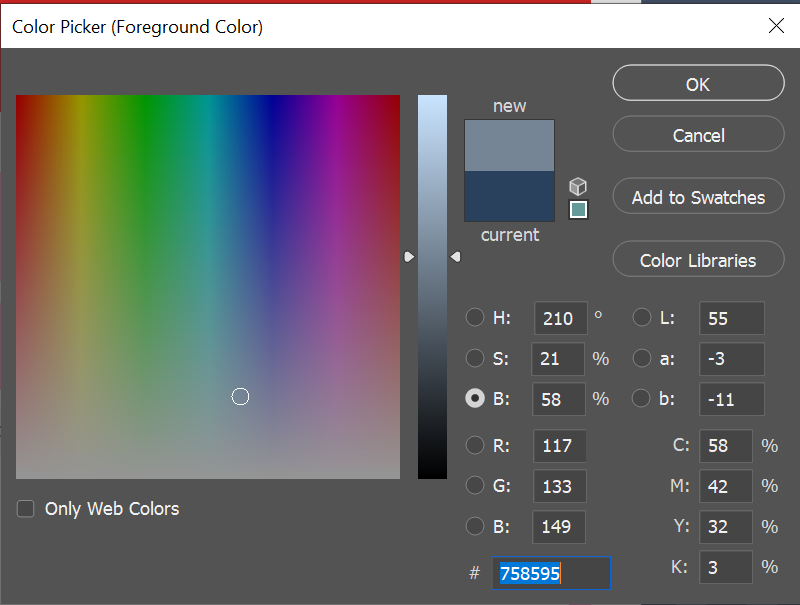 Color Picker (Foreground Color)
new
current
OK
Cancel
Add to Swatches
Color Libraries
H: 210 °
S: 21 %
B: 58 %
R: 117
G: 133
B: 149
# 758595
L: 55
a: -3
b: -11
C: 58 %
M: 42 %
Y: 32 %
K: 3 %
Only Web Colors